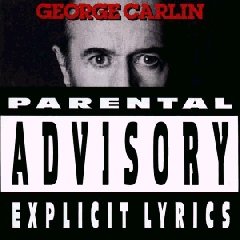 GEORGE CARLIN
PARENTAL
ADVISORY
EXPLICIT LYRICS